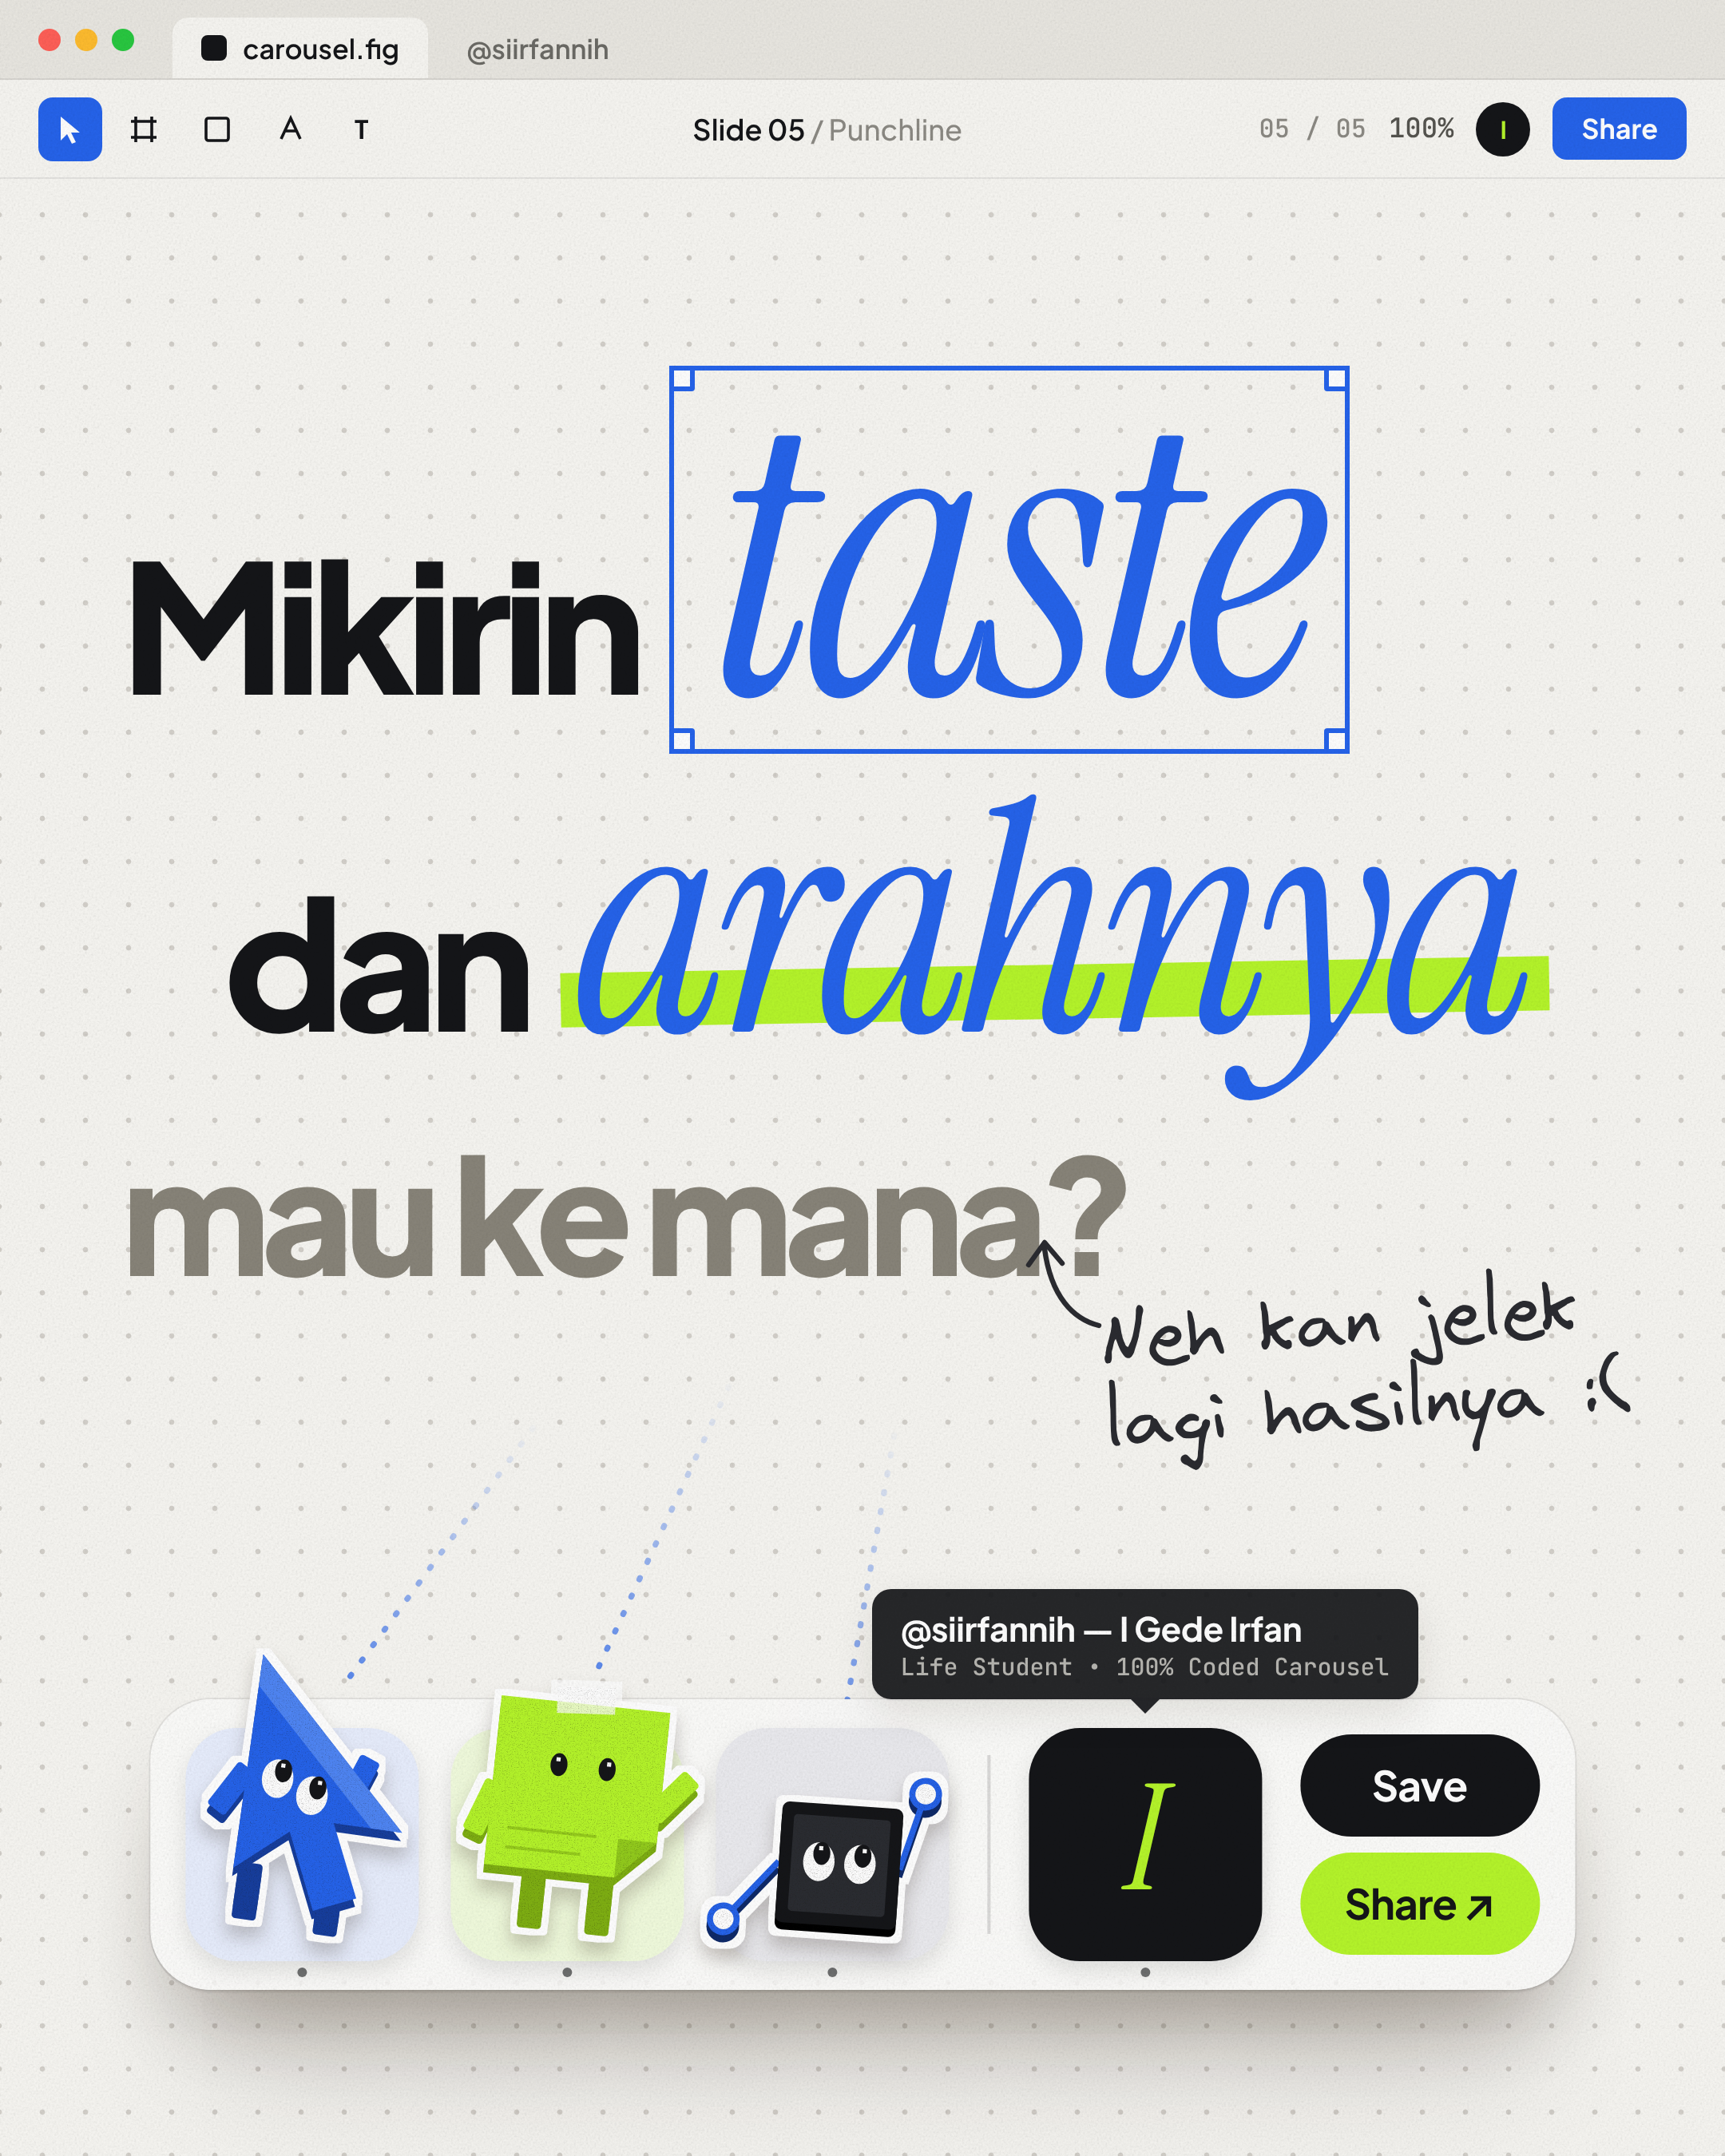 carousel.fig @siirfannih
T Slide 05 / Punchline 05 / 05 100% I Share
Mikirin taste
dan arahnya
mau ke mana?
Neh kan jelek
lagi hasilnya :(
@siirfannih — I Gede Irfan
Life Student • 100% Coded Carousel
I
Save
Share ↗